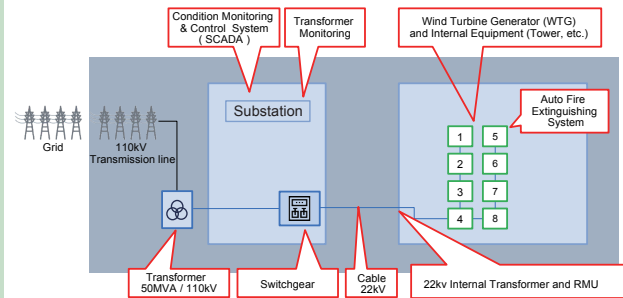 Condition Monitoring
& Control System
( SCADA )
Transformer
Monitoring
Wind Turbine Generator (WTG)
and Internal Equipment (Tower, etc.)
Substation
Auto Fire
Extinguishing
System
Grid
110kV
Transmission line
1
5
2
6
3
7
4
8
Transformer
50MVA / 110kV
Switchgear
Cable
22kV
22kv Internal Transformer and RMU